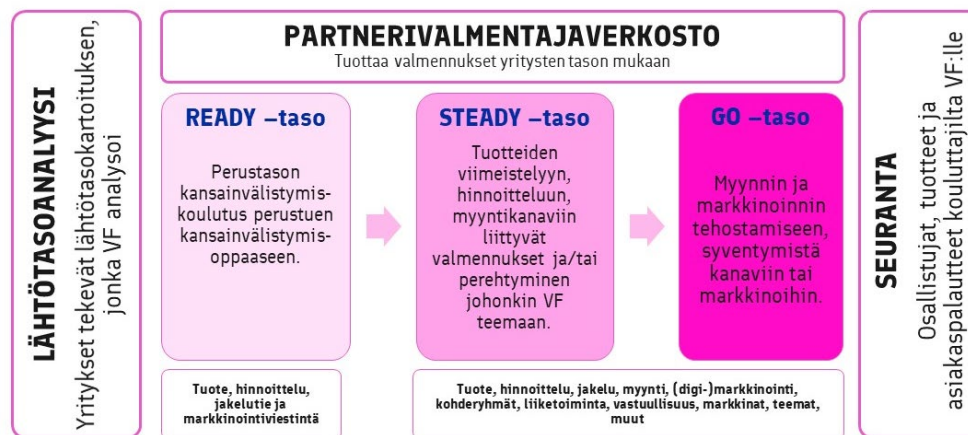 LÄHTÖTASOANALYYSI
Yritykset tekevät lähtötasokartoituksen,
jonka VF analysoi
PARTNERIVALMENTAJAVERKOSTO
Tuottaa valmennukset yritysten tason mukaan
READY –taso
Perustason
kansainvälistymis-
koulutus perustuen
kansainvälistymis-
oppaaseen.
STEADY –taso
Tuotteiden
viimeistelyyn,
hinnoitteluun,
myyntikanaviin
liittyvät
valmennukset ja/tai
perehtyminen
johonkin VF
teemaan.
GO –taso
Myynnin ja
markkinoinnin
tehostamiseen,
syventymistä
kanaviin tai
markkinoihin.
Tuote, hinnoittelu,
jakelutie ja
markkinointiviestintä
Tuote, hinnoittelu, jakelu, myynti, (digi-)markkinointi,
kohderyhmät, liiketoiminta, vastuullisuus, markkinat, teemat,
muut
SEURANTA
Osallistujat, tuotteet ja
asiakaspalautteet kouluttajilta VF:lle